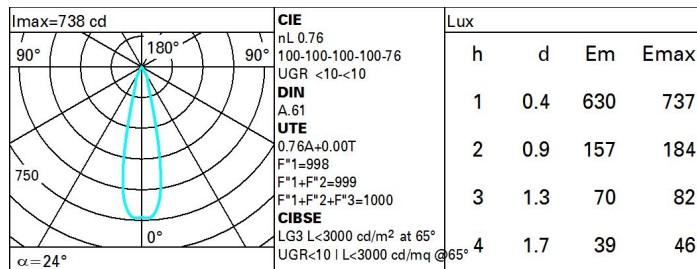 Imax=738 cd
90°
180°
90°
750
0°
α=24°
CIE
nL 0.76
100-100-100-100-76
UGR <10-<10
DIN
A.61
UTE
0.76A+0.00T
F"1=998
F"1+F"2=999
F"1+F"2+F"3=1000
CIBSE
LG3 L<3000 cd/m² at 65°
UGR<10 | L<3000 cd/mq @65°
Lux
h d Em Emax
1 0.4 630 737
2 0.9 157 184
3 1.3 70 82
4 1.7 39 46